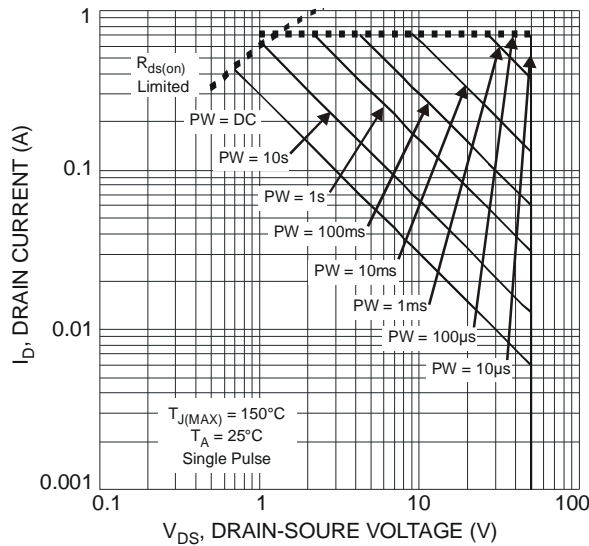 1
R_ds(on)
Limited
PW = DC
PW = 10s
0.1
PW = 1s
PW = 100ms
PW = 10ms
PW = 1ms
0.01
PW = 100µs
PW = 10µs
T_J(MAX) = 150°C
T_A = 25°C
Single Pulse
0.001
0.1 1 10 100
I_D, DRAIN CURRENT (A)
V_DS, DRAIN-SOURE VOLTAGE (V)